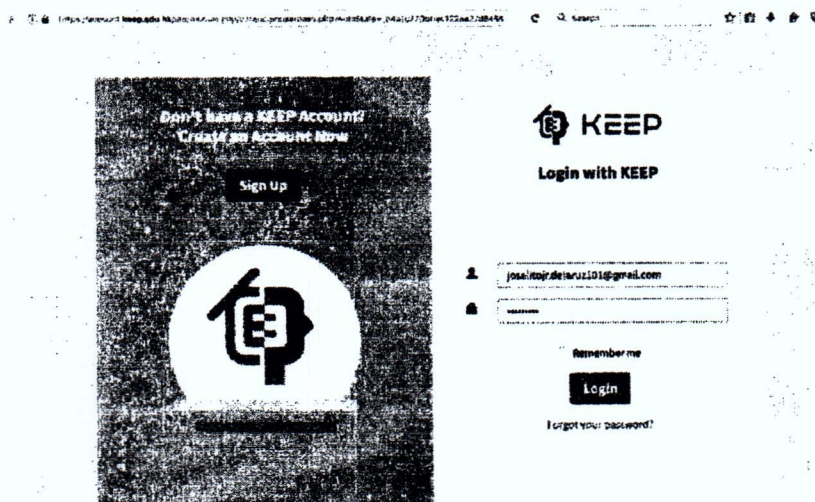 Search
Don't have a KEEP Account?
Create an Account Now
Sign Up
KEEP
Login with KEEP
Remember me
Login
Forgot your password?